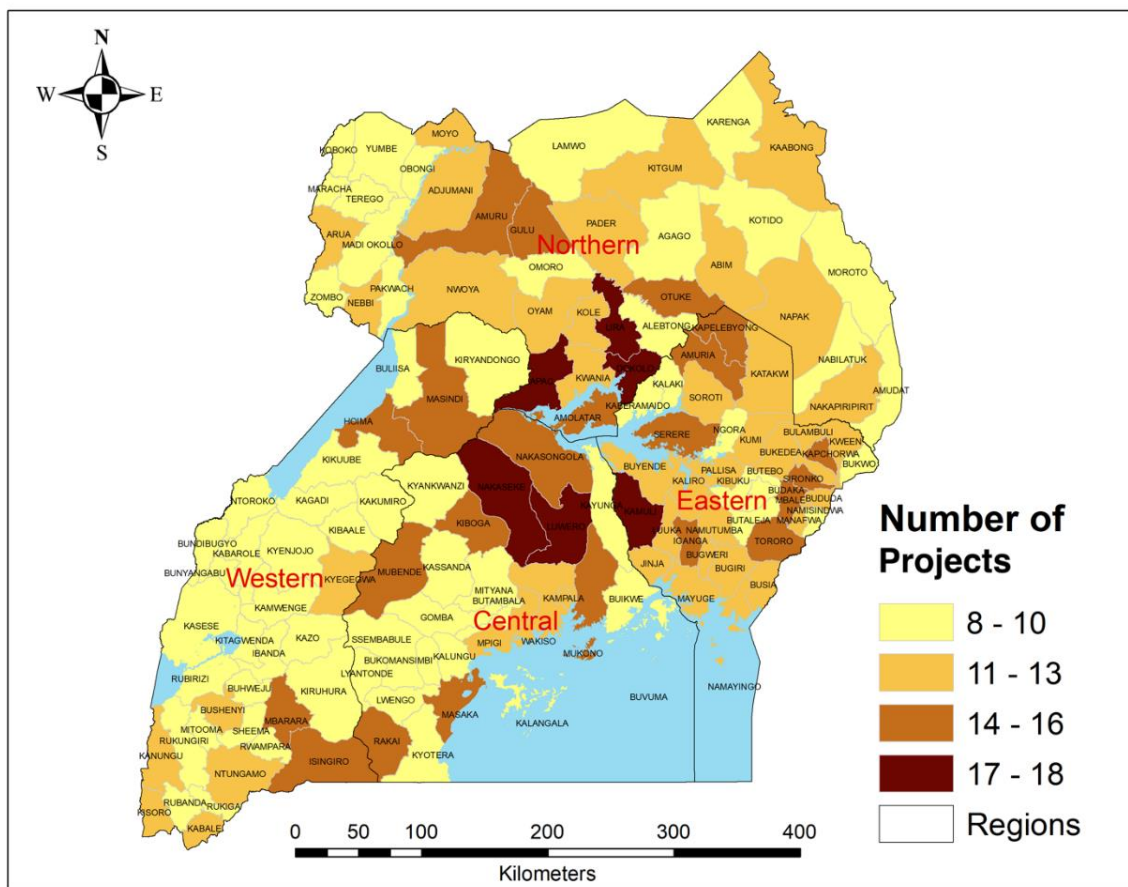 N
W E
S
KARENGA
KAABONG
MOYO
LAMWO
KOBOKO
YUMBE
OBONGI
KITGUM
ADJUMANI
MARACHA
TEREGO
AMURU
KOTIDO
GULU
PADER
ARUA
AGAGO
MADI OKOLLO
Northern
ABIM
OMORO
MOROTO
ZOMBO
PAKWACH
NWOYA
OTUKE
NEBBI
OYAM
KOLE
NAPAK
LIRA
ALEBTONG
KAPELEBYONG
KIRYANDONGO
AMURIA
NABILATUK
BULIISA
APAC
DOKOLO
KATAKWI
KWANIA
KALAKI
AMUDAT
MASINDI
SOROTI
KABERAMAIDO
NAKAPIRIPIRIT
HOIMA
AMOLATAR
NGORA
SERERE
BULAMBULI
KUMI
KWEEN
NAKASONGOLA
BUKEDEA
KAPCHORWA
KIKUUBE
BUYENDE
PALLISA
BUTEBO
BUKWO
KYANKWANZI
NAKASEKE
KALIRO
KIBUKU
SIRONKO
NTOROKO
KAGADI
KAKUMIRO
KAYUNGA
KAMULI
Eastern
BUDAKA
MBALE
BUDUDA
KIBOGA
LUWERO
NAMISINDWA
KIBAALE
LUUKA
NAMUTUMBA
BUTALEJA
MANAFWA
BUNDIBUGYO
KABAROLE
KYENJOJO
IGANGA
TORORO
MUBENDE
KASSANDA
BUGWERI
BUNYANGABU
Western
KYEGEGWA
JINJA
BUGIRI
MITYANA
BUSIA
BUTAMBALA
KAMPALA
BUIKWE
MAYUGE
KAMWENGE
GOMBA
Central
KASESE
KAZO
SSEMBABULE
MPIGI
WAKISO
KITAGWENDA
IBANDA
BUKOMANSIMBI
KALUNGU
MUKONO
RUBIRIZI
LYANTONDE
BUHWEJU
KIRUHURA
BUVUMA
NAMAYINGO
LWENGO
BUSHENYI
MBARARA
MASAKA
KALANGALA
MITOOMA
SHEEMA
RUKUNGIRI
RAKAI
RWAMPARA
KANUNGU
KYOTERA
ISINGIRO
NTUNGAMO
RUBANDA
RUKIGA
KISORO
KABALE
Number of
Projects
8 - 10
11 - 13
14 - 16
17 - 18
Regions
0 50 100 200 300 400
Kilometers